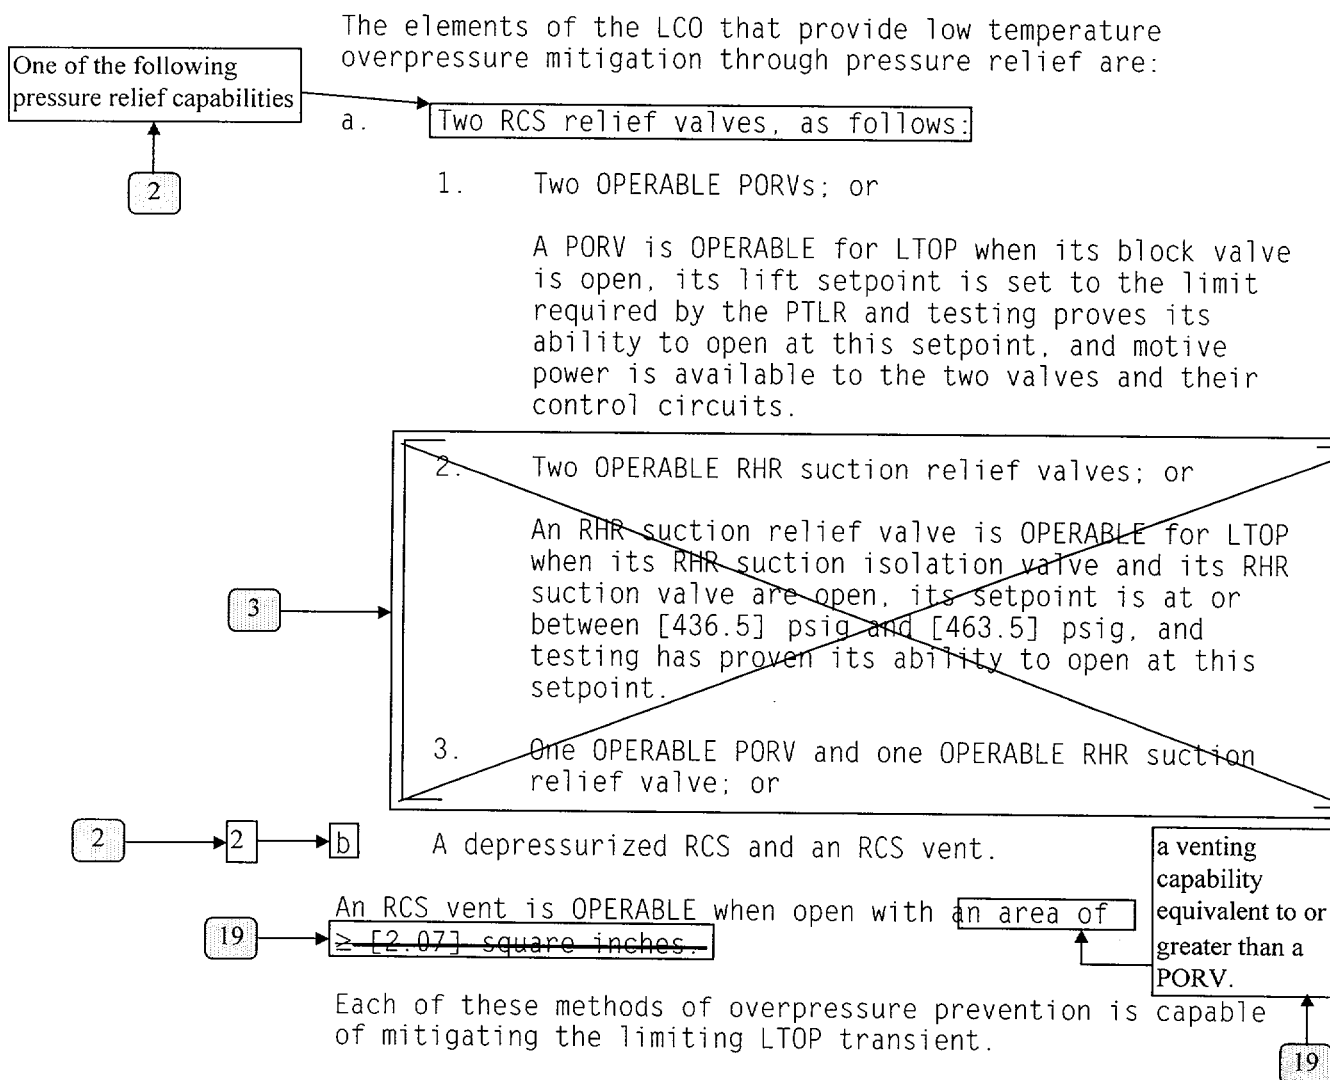 The elements of the LCO that provide low temperature
overpressure mitigation through pressure relief are:
One of the following
pressure relief capabilities
2
a. Two RCS relief valves, as follows:
1. Two OPERABLE PORVs; or
A PORV is OPERABLE for LTOP when its block valve
is open, its lift setpoint is set to the limit
required by the PTLR and testing proves its
ability to open at this setpoint, and motive
power is available to the two valves and their
control circuits.
3
2. Two OPERABLE RHR suction relief valves; or
An RHR suction relief valve is OPERABLE for LTOP
when its RHR suction isolation valve and its RHR
suction valve are open, its setpoint is at or
between [436.5] psig and [463.5] psig, and
testing has proven its ability to open at this
setpoint.
3. One OPERABLE PORV and one OPERABLE RHR suction
relief valve; or
2 2 b A depressurized RCS and an RCS vent.
An RCS vent is OPERABLE when open with an area of
19 ≥ [2.07] square inches.
a venting
capability
equivalent to or
greater than a
PORV.
19
Each of these methods of overpressure prevention is capable
of mitigating the limiting LTOP transient.